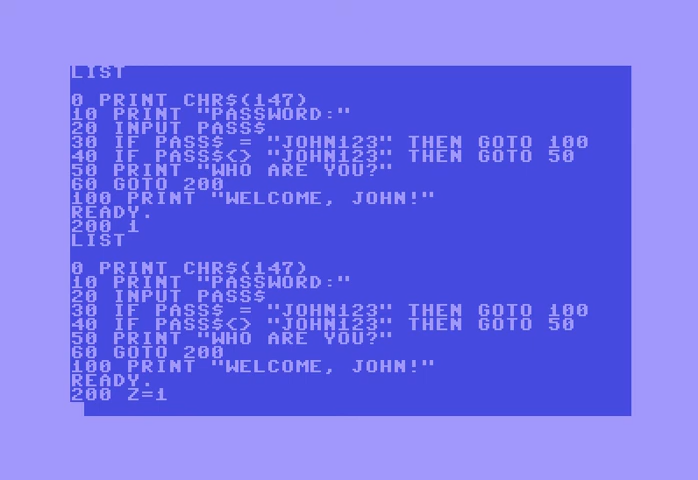 LIST
0 PRINT CHR$(147)
10 PRINT "PASSWORD:"
20 INPUT PASS$
30 IF PASS$ = "JOHN123" THEN GOTO 100
40 IF PASS$<> "JOHN123" THEN GOTO 50
50 PRINT "WHO ARE YOU?"
60 GOTO 200
100 PRINT "WELCOME, JOHN!"
READY.
200 1
LIST
0 PRINT CHR$(147)
10 PRINT "PASSWORD:"
20 INPUT PASS$
30 IF PASS$ = "JOHN123" THEN GOTO 100
40 IF PASS$<> "JOHN123" THEN GOTO 50
50 PRINT "WHO ARE YOU?"
60 GOTO 200
100 PRINT "WELCOME, JOHN!"
READY.
200 Z=1